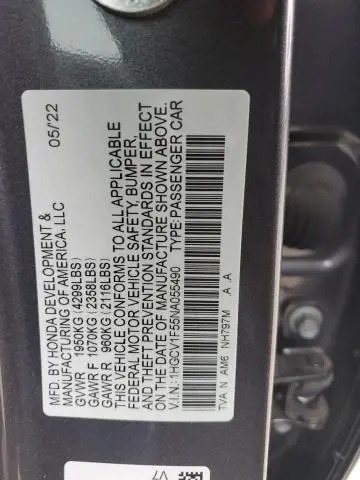 MFD. BY HONDA DEVELOPMENT & 05/22
MANUFACTURING OF AMERICA, LLC
GVWR 1950KG (4299LBS)
GAWR F 1070KG (2358LBS)
GAWR R 960KG (2116LBS)
THIS VEHICLE CONFORMS TO ALL APPLICABLE
FEDERAL MOTOR VEHICLE SAFETY, BUMPER,
AND THEFT PREVENTION STANDARDS IN EFFECT
ON THE DATE OF MANUFACTURE SHOWN ABOVE.
V.I.N.: 1HGCV1F55NA055490 TYPE: PASSENGER CAR
TVA N AM6 NH797M A A
V7